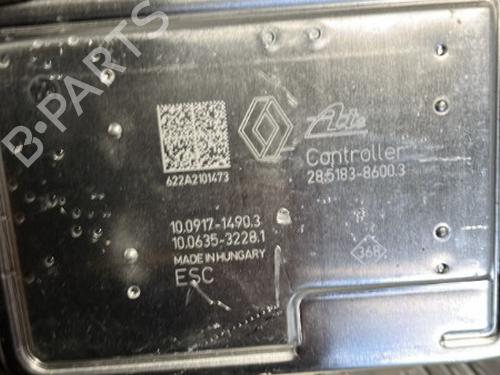 B-PARTS
Ate
Controller
28.5183-8600.3
622A2101473
10.0917-1490.3
10.0635-3228.1
MADE IN HUNGARY
ESC
368